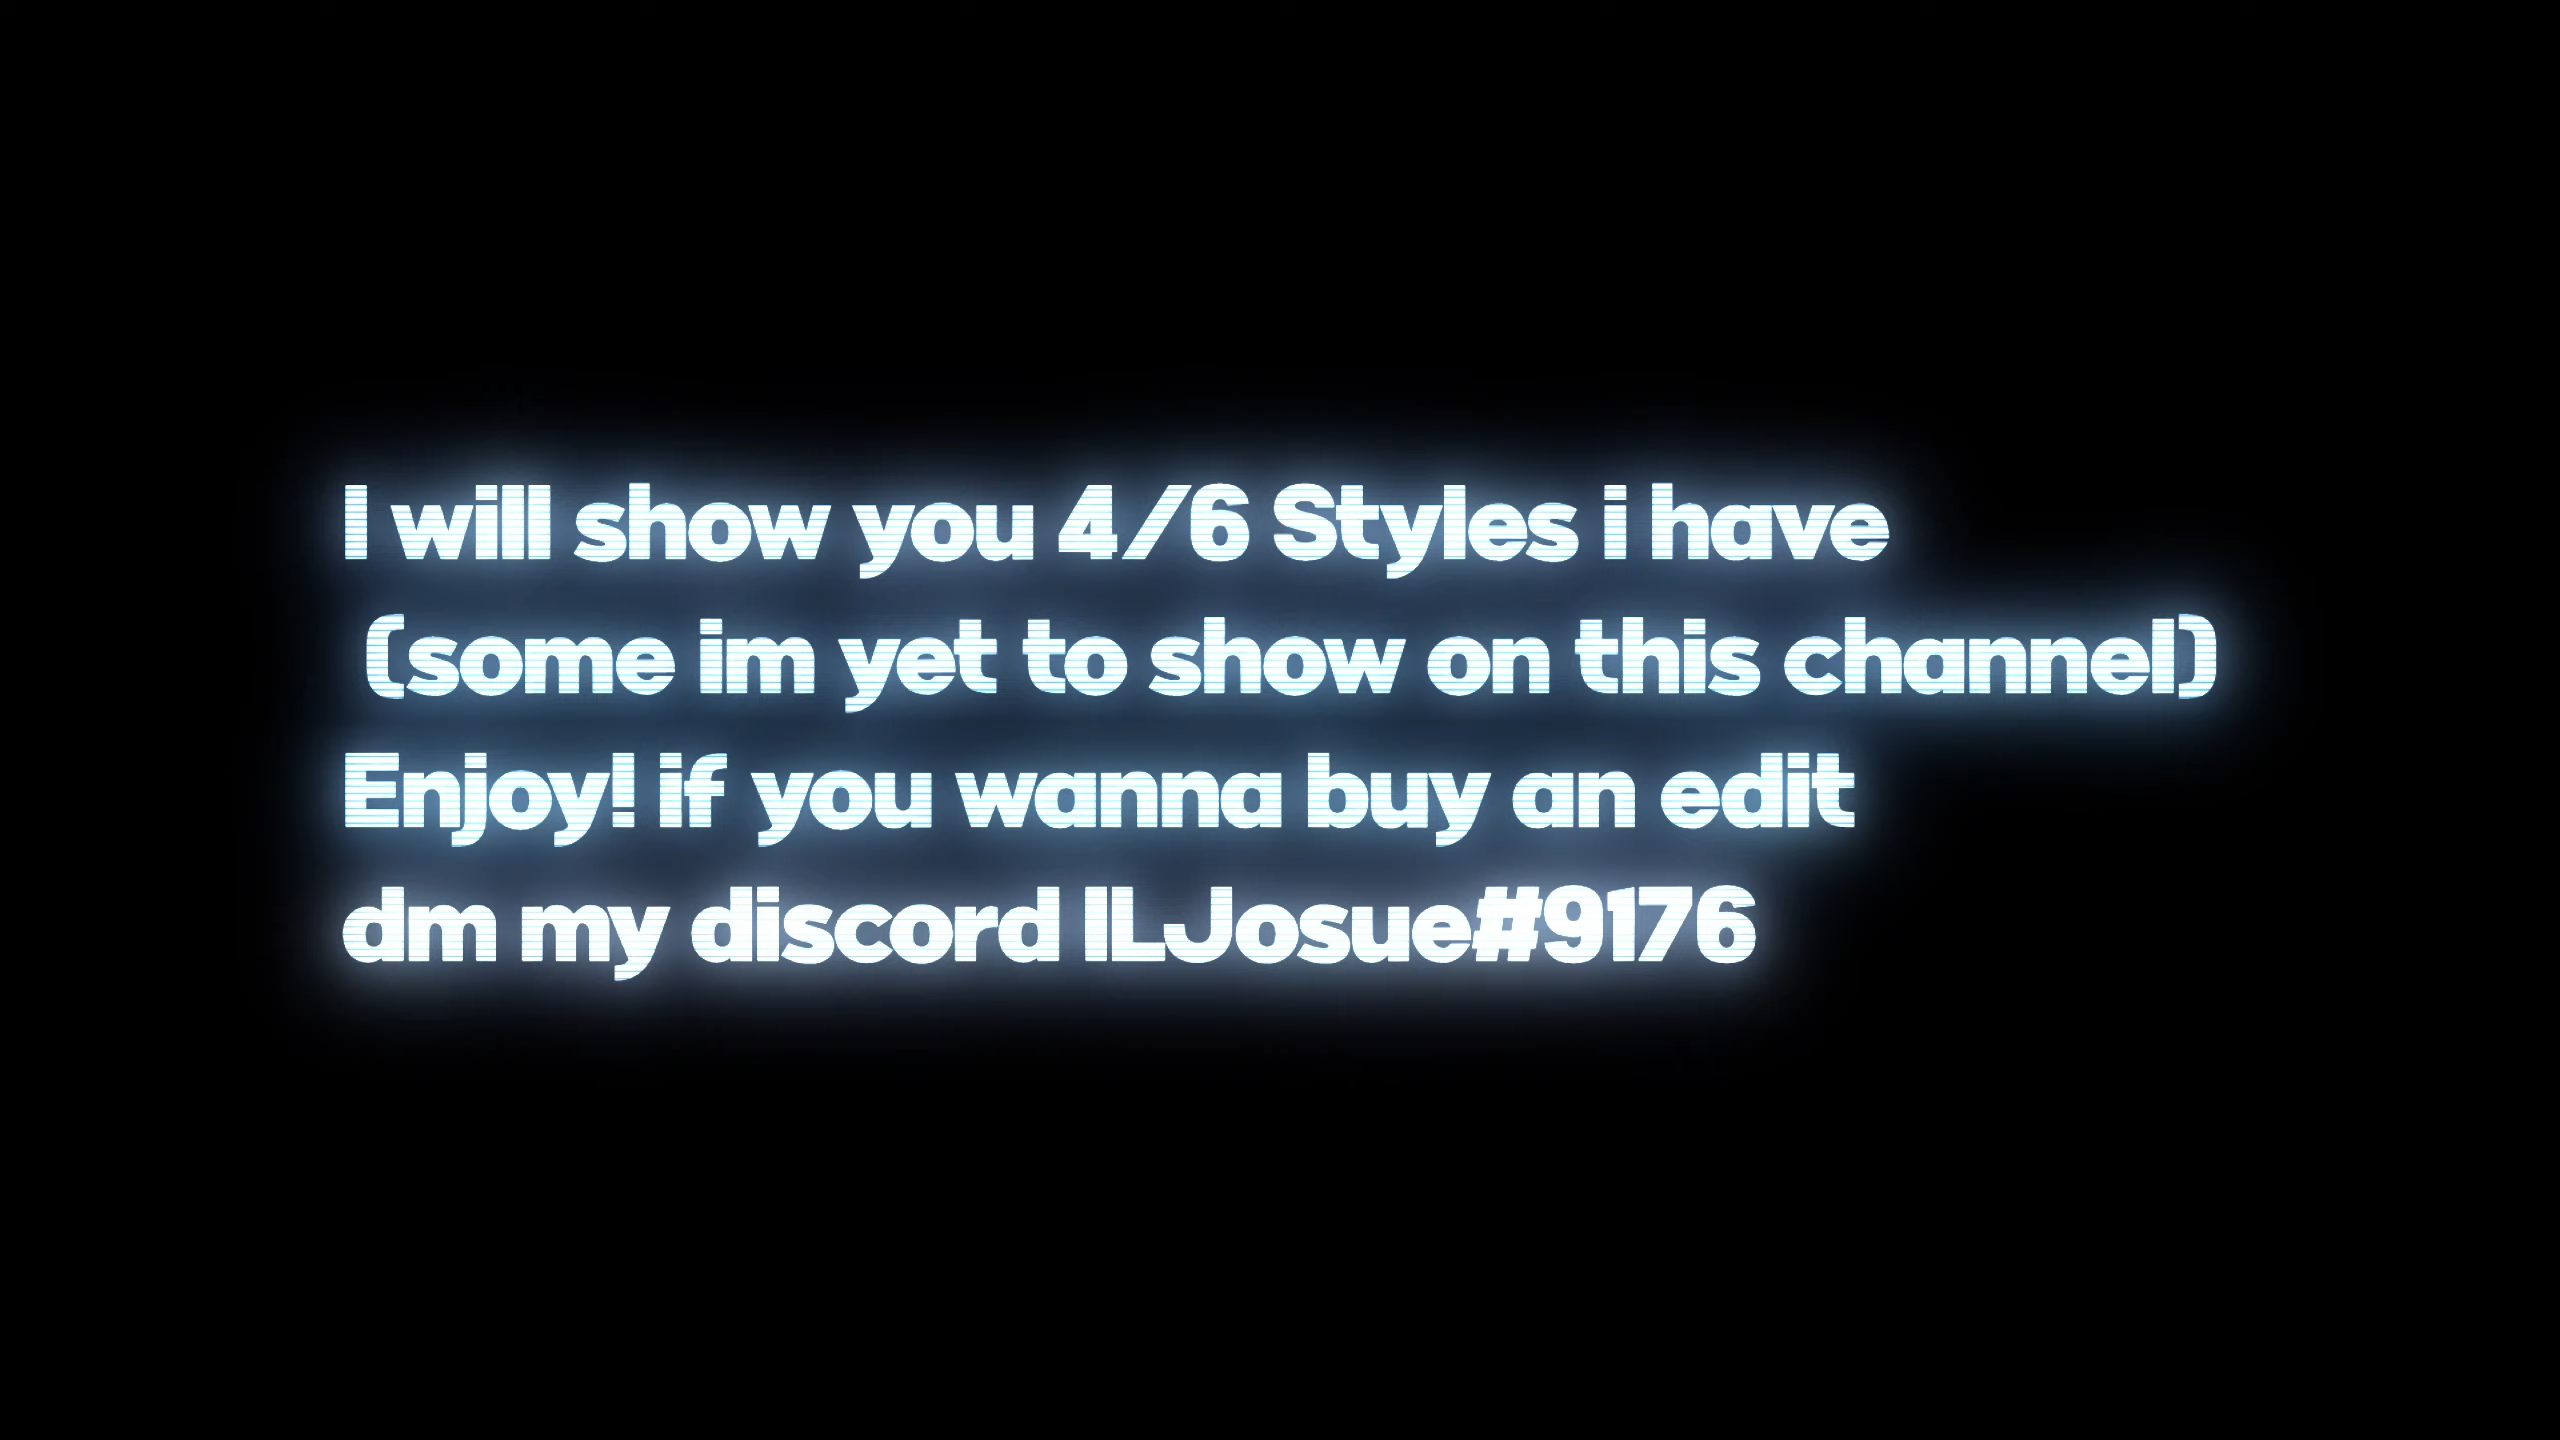 I will show you 4/6 Styles i have
(some im yet to show on this channel)
Enjoy! if you wanna buy an edit
dm my discord ILJosue#9176